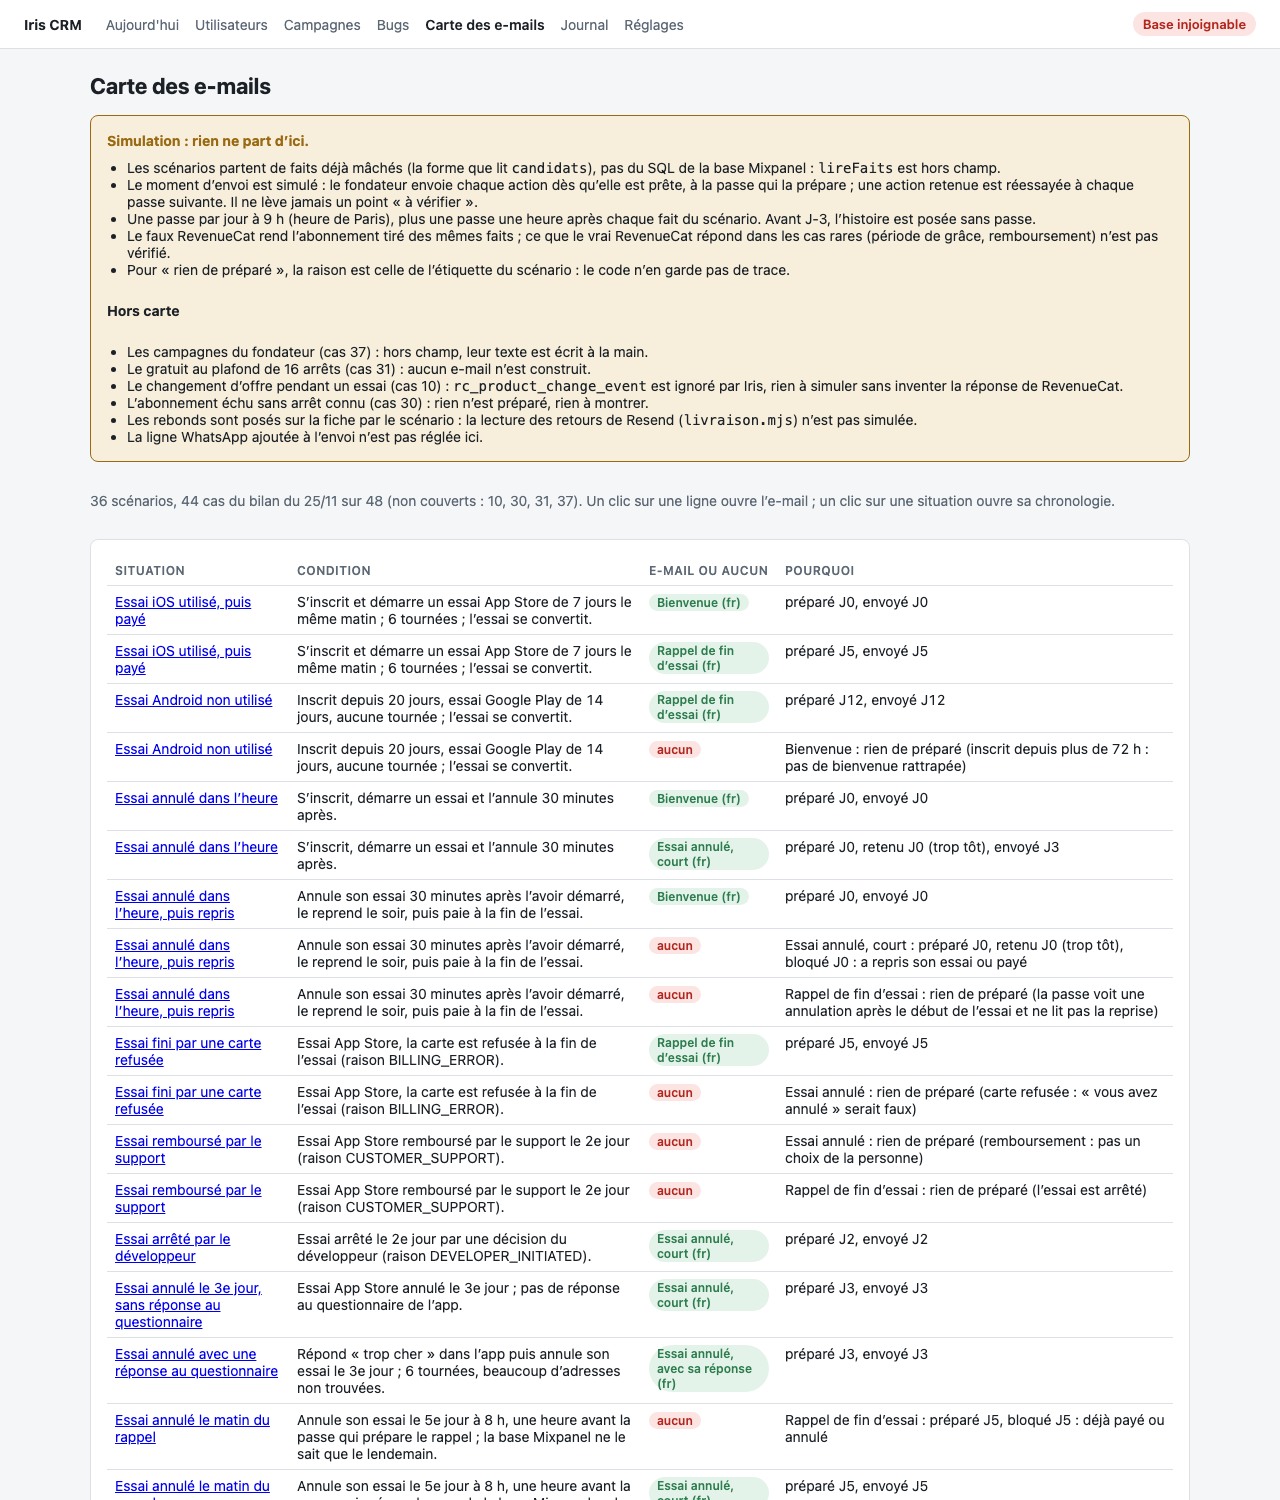 Iris CRM Aujourd'hui Utilisateurs Campagnes Bugs Carte des e-mails Journal Réglages Base injoignable
Carte des e-mails
Simulation : rien ne part d’ici.
• Les scénarios partent de faits déjà mâchés (la forme que lit candidats), pas du SQL de la base Mixpanel : lireFaits est hors champ.
• Le moment d’envoi est simulé : le fondateur envoie chaque action dès qu’elle est prête, à la passe qui la prépare ; une action retenue est réessayée à chaque
passe suivante. Il ne lève jamais un point « à vérifier ».
• Une passe par jour à 9 h (heure de Paris), plus une passe une heure après chaque fait du scénario. Avant J-3, l’histoire est posée sans passe.
• Le faux RevenueCat rend l’abonnement tiré des mêmes faits ; ce que le vrai RevenueCat répond dans les cas rares (période de grâce, remboursement) n’est pas
vérifié.
• Pour « rien de préparé », la raison est celle de l’étiquette du scénario : le code n’en garde pas de trace.
Hors carte
• Les campagnes du fondateur (cas 37) : hors champ, leur texte est écrit à la main.
• Le gratuit au plafond de 16 arrêts (cas 31) : aucun e-mail n’est construit.
• Le changement d’offre pendant un essai (cas 10) : rc_product_change_event est ignoré par Iris, rien à simuler sans inventer la réponse de RevenueCat.
• L’abonnement échu sans arrêt connu (cas 30) : rien n’est préparé, rien à montrer.
• Les rebonds sont posés sur la fiche par le scénario : la lecture des retours de Resend (livraison.mjs) n’est pas simulée.
• La ligne WhatsApp ajoutée à l’envoi n’est pas réglée ici.
36 scénarios, 44 cas du bilan du 25/11 sur 48 (non couverts : 10, 30, 31, 37). Un clic sur une ligne ouvre l’e-mail ; un clic sur une situation ouvre sa chronologie.
SITUATION CONDITION E-MAIL OU AUCUN POURQUOI
Essai iOS utilisé, puis S’inscrit et démarre un essai App Store de 7 jours le Bienvenue (fr) préparé J0, envoyé J0
payé même matin ; 6 tournées ; l’essai se convertit.
Essai iOS utilisé, puis S’inscrit et démarre un essai App Store de 7 jours le Rappel de fin préparé J5, envoyé J5
payé même matin ; 6 tournées ; l’essai se convertit. d’essai (fr)
Essai Android non utilisé Inscrit depuis 20 jours, essai Google Play de 14 Rappel de fin préparé J12, envoyé J12
jours, aucune tournée ; l’essai se convertit. d’essai (fr)
Essai Android non utilisé Inscrit depuis 20 jours, essai Google Play de 14 aucun Bienvenue : rien de préparé (inscrit depuis plus de 72 h :
jours, aucune tournée ; l’essai se convertit. pas de bienvenue rattrapée)
Essai annulé dans l’heure S’inscrit, démarre un essai et l’annule 30 minutes Bienvenue (fr) préparé J0, envoyé J0
après.
Essai annulé dans l’heure S’inscrit, démarre un essai et l’annule 30 minutes Essai annulé, préparé J0, retenu J0 (trop tôt), envoyé J3
après. court (fr)
Essai annulé dans Annule son essai 30 minutes après l’avoir démarré, Bienvenue (fr) préparé J0, envoyé J0
l’heure, puis repris le reprend le soir, puis paie à la fin de l’essai.
Essai annulé dans Annule son essai 30 minutes après l’avoir démarré, aucun Essai annulé, court : préparé J0, retenu J0 (trop tôt),
l’heure, puis repris le reprend le soir, puis paie à la fin de l’essai. bloqué J0 : a repris son essai ou payé
Essai annulé dans Annule son essai 30 minutes après l’avoir démarré, aucun Rappel de fin d’essai : rien de préparé (la passe voit une
l’heure, puis repris le reprend le soir, puis paie à la fin de l’essai. annulation après le début de l’essai et ne lit pas la reprise)
Essai fini par une carte Essai App Store, la carte est refusée à la fin de Rappel de fin préparé J5, envoyé J5
refusée l’essai (raison BILLING_ERROR). d’essai (fr)
Essai fini par une carte Essai App Store, la carte est refusée à la fin de aucun Essai annulé : rien de préparé (carte refusée : « vous avez
refusée l’essai (raison BILLING_ERROR). annulé » serait faux)
Essai remboursé par le Essai App Store remboursé par le support le 2e jour aucun Essai annulé : rien de préparé (remboursement : pas un
support (raison CUSTOMER_SUPPORT). choix de la personne)
Essai remboursé par le Essai App Store remboursé par le support le 2e jour aucun Rappel de fin d’essai : rien de préparé (l’essai est arrêté)
support (raison CUSTOMER_SUPPORT).
Essai arrêté par le Essai arrêté le 2e jour par une décision du Essai annulé, préparé J2, envoyé J2
développeur développeur (raison DEVELOPER_INITIATED). court (fr)
Essai annulé le 3e jour, Essai App Store annulé le 3e jour ; pas de réponse Essai annulé, préparé J3, envoyé J3
sans réponse au au questionnaire de l’app. court (fr)
questionnaire
Essai annulé avec une Répond « trop cher » dans l’app puis annule son Essai annulé, préparé J3, envoyé J3
réponse au questionnaire essai le 3e jour ; 6 tournées, beaucoup d’adresses avec sa réponse
non trouvées. (fr)
Essai annulé le matin du Annule son essai le 5e jour à 8 h, une heure avant la aucun Rappel de fin d’essai : préparé J5, bloqué J5 : déjà payé ou
rappel passe qui prépare le rappel ; la base Mixpanel ne le annulé
sait que le lendemain.
Essai annulé le matin du Annule son essai le 5e jour à 8 h, une heure avant la Essai annulé, préparé J5, envoyé J5